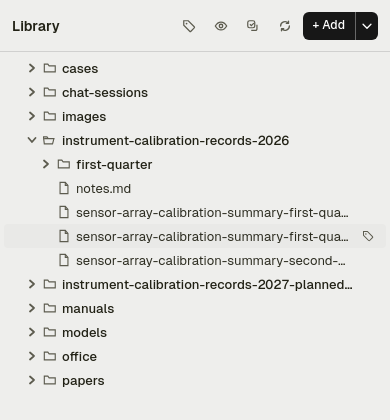 Library
+ Add
cases
chat-sessions
images
instrument-calibration-records-2026
first-quarter
notes.md
sensor-array-calibration-summary-first-qua...
sensor-array-calibration-summary-first-qua...
sensor-array-calibration-summary-second-...
instrument-calibration-records-2027-planned...
manuals
models
office
papers